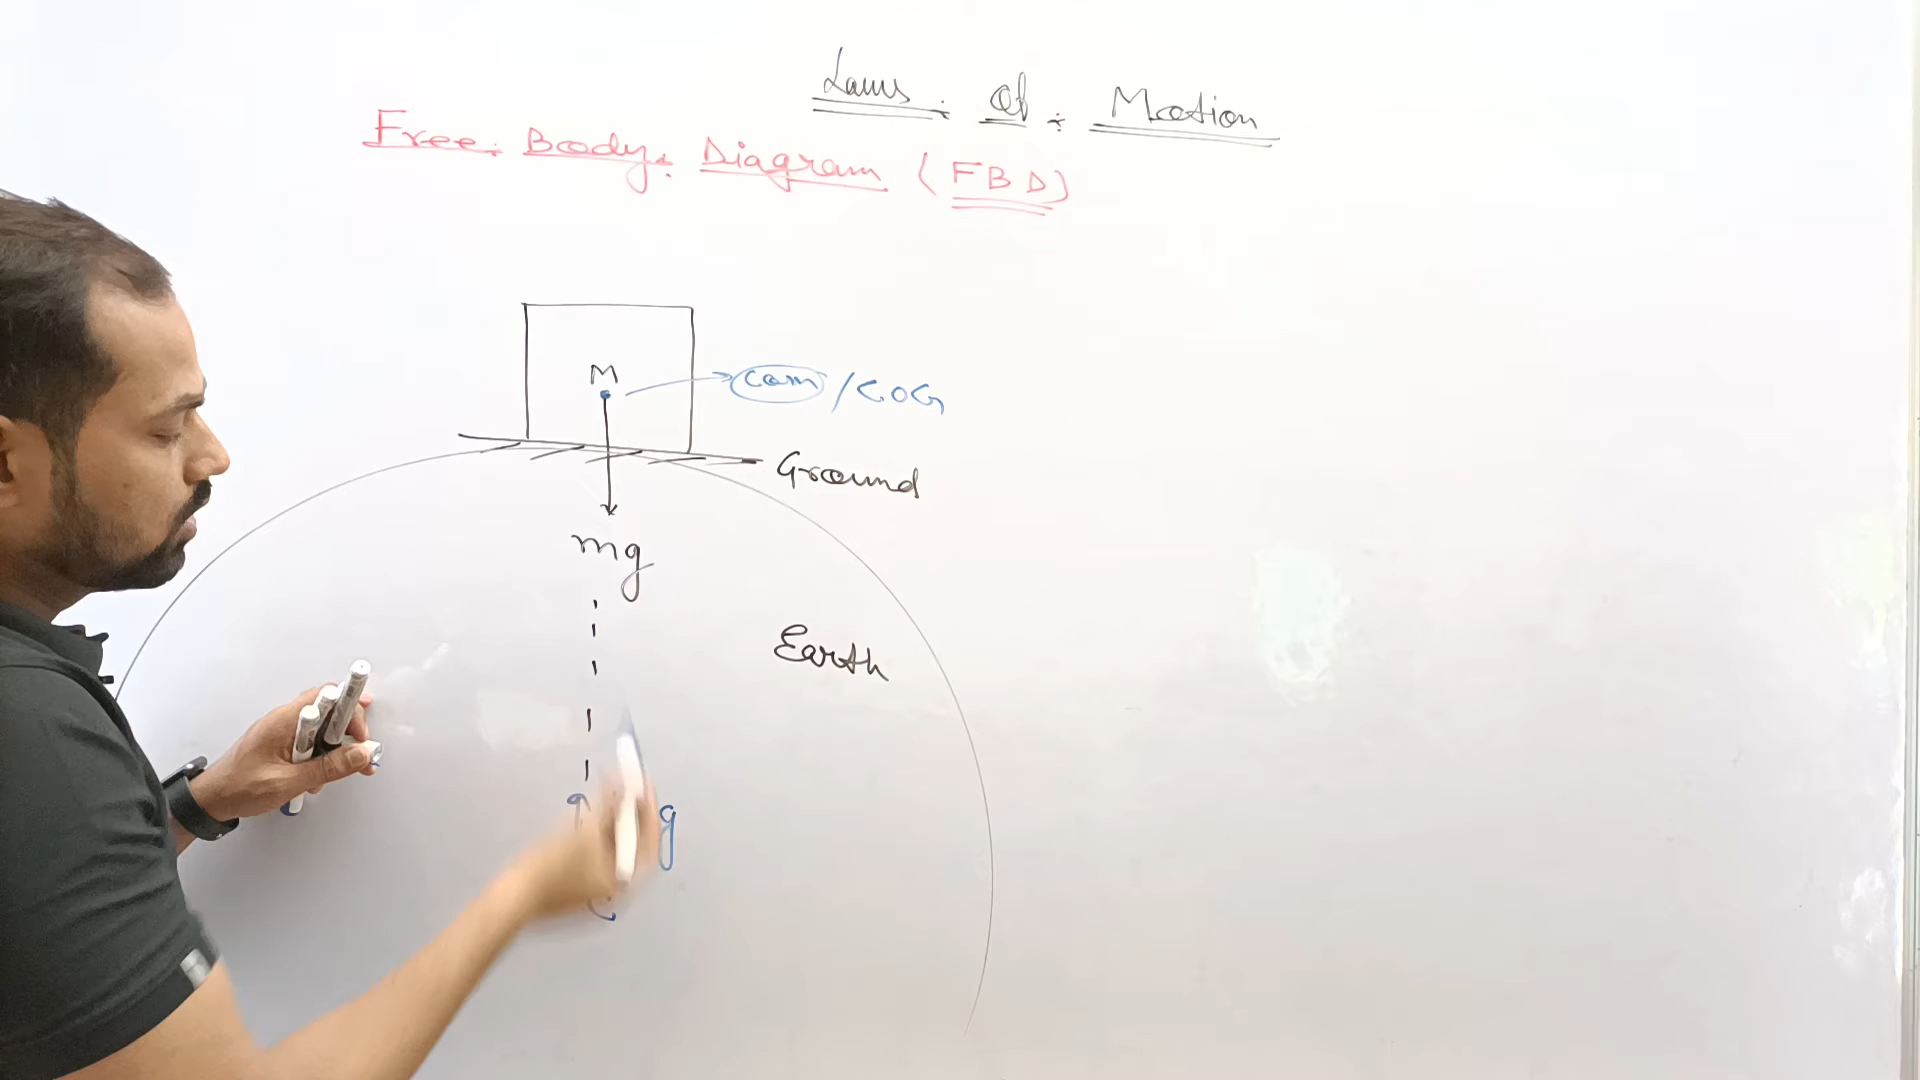 Laws Of Motion
Free Body Diagram (FBD)
M
com / COG
Ground
mg
Earth
g
C